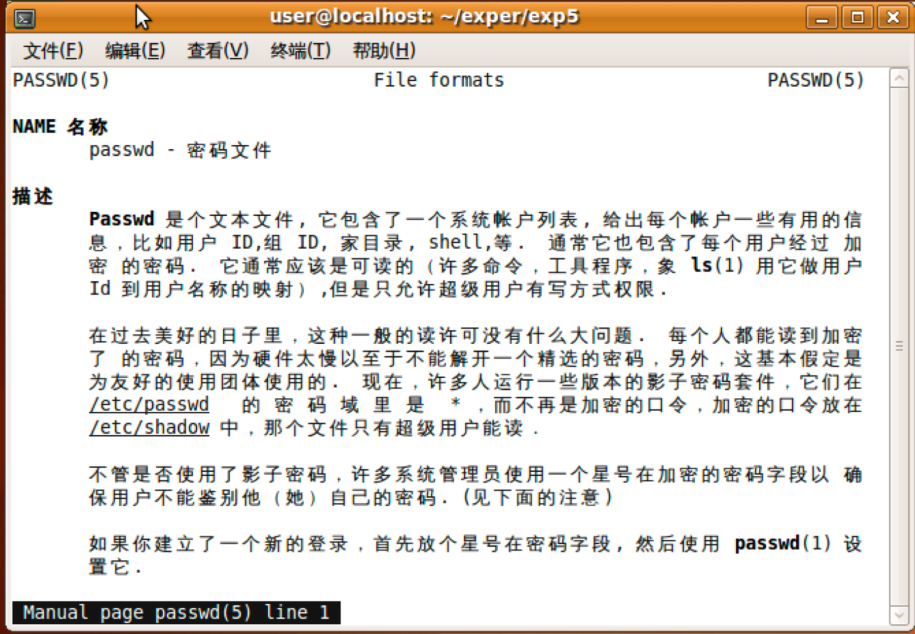 user@localhost: ~/exper/exp5
文件(F) 编辑(E) 查看(V) 终端(T) 帮助(H)
PASSWD(5) File formats PASSWD(5)
NAME 名称
passwd - 密码文件
描述
Passwd 是个文本文件, 它包含了一个系统帐户列表, 给出每个帐户一些有用的信
息，比如用户 ID,组 ID, 家目录, shell,等． 通常它也包含了每个用户经过 加
密 的密码． 它通常应该是可读的（许多命令，工具程序，象 ls(1) 用它做用户
Id 到用户名称的映射）,但是只允许超级用户有写方式权限．
在过去美好的日子里，这种一般的读许可没有什么大问题． 每个人都能读到加密
了 的密码，因为硬件太慢以至于不能解开一个精选的密码，另外，这基本假定是
为友好的使用团体使用的． 现在，许多人运行一些版本的影子密码套件，它们在
/etc/passwd 的 密 码 域 里 是 * ，而不再是加密的口令，加密的口令放在
/etc/shadow 中，那个文件只有超级用户能读．
不管是否使用了影子密码，许多系统管理员使用一个星号在加密的密码字段以 确
保用户不能鉴别他（她）自己的密码．(见下面的注意)
如果你建立了一个新的登录，首先放个星号在密码字段, 然后使用 passwd(1) 设
置它．
Manual page passwd(5) line 1